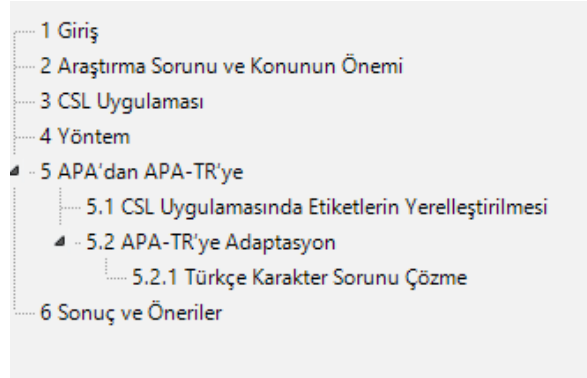 1 Giriş
2 Araştırma Sorunu ve Konunun Önemi
3 CSL Uygulaması
4 Yöntem
5 APA'dan APA-TR'ye
5.1 CSL Uygulamasında Etiketlerin Yerelleştirilmesi
5.2 APA-TR'ye Adaptasyon
5.2.1 Türkçe Karakter Sorunu Çözme
6 Sonuç ve Öneriler